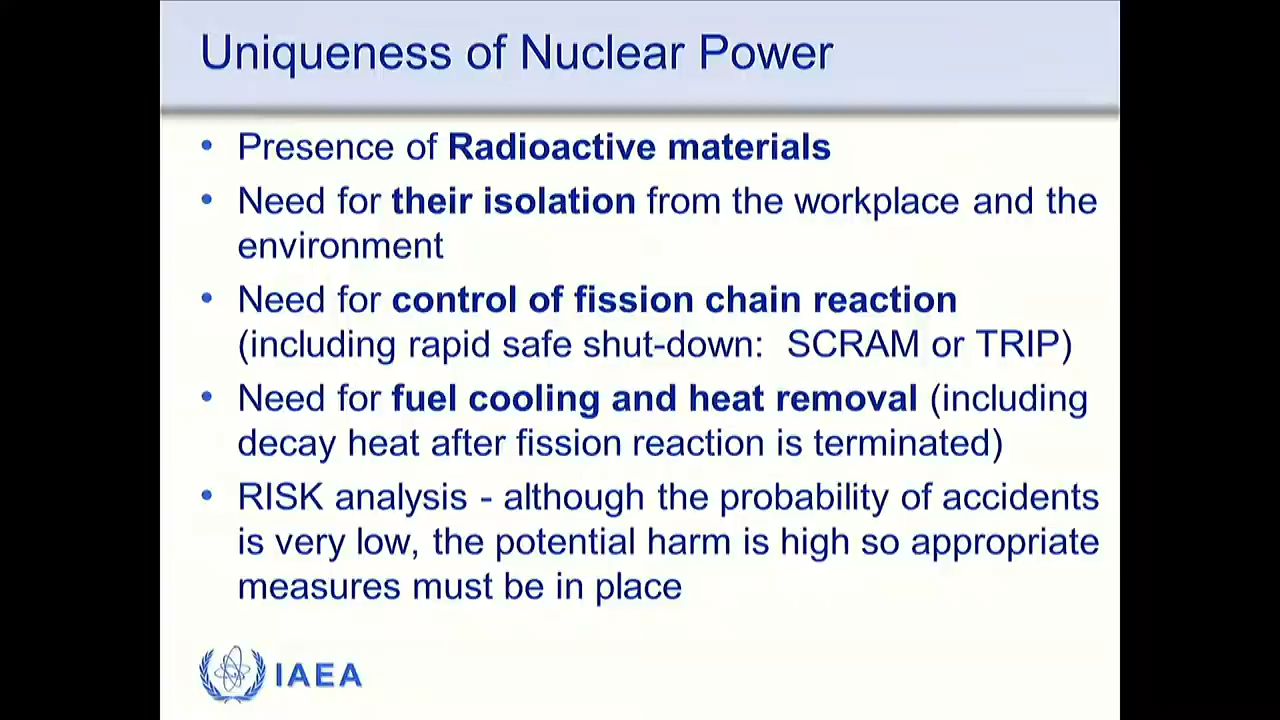 Uniqueness of Nuclear Power
• Presence of Radioactive materials
• Need for their isolation from the workplace and the
environment
• Need for control of fission chain reaction
(including rapid safe shut-down:  SCRAM or TRIP)
• Need for fuel cooling and heat removal (including
decay heat after fission reaction is terminated)
• RISK analysis - although the probability of accidents
is very low, the potential harm is high so appropriate
measures must be in place
IAEA